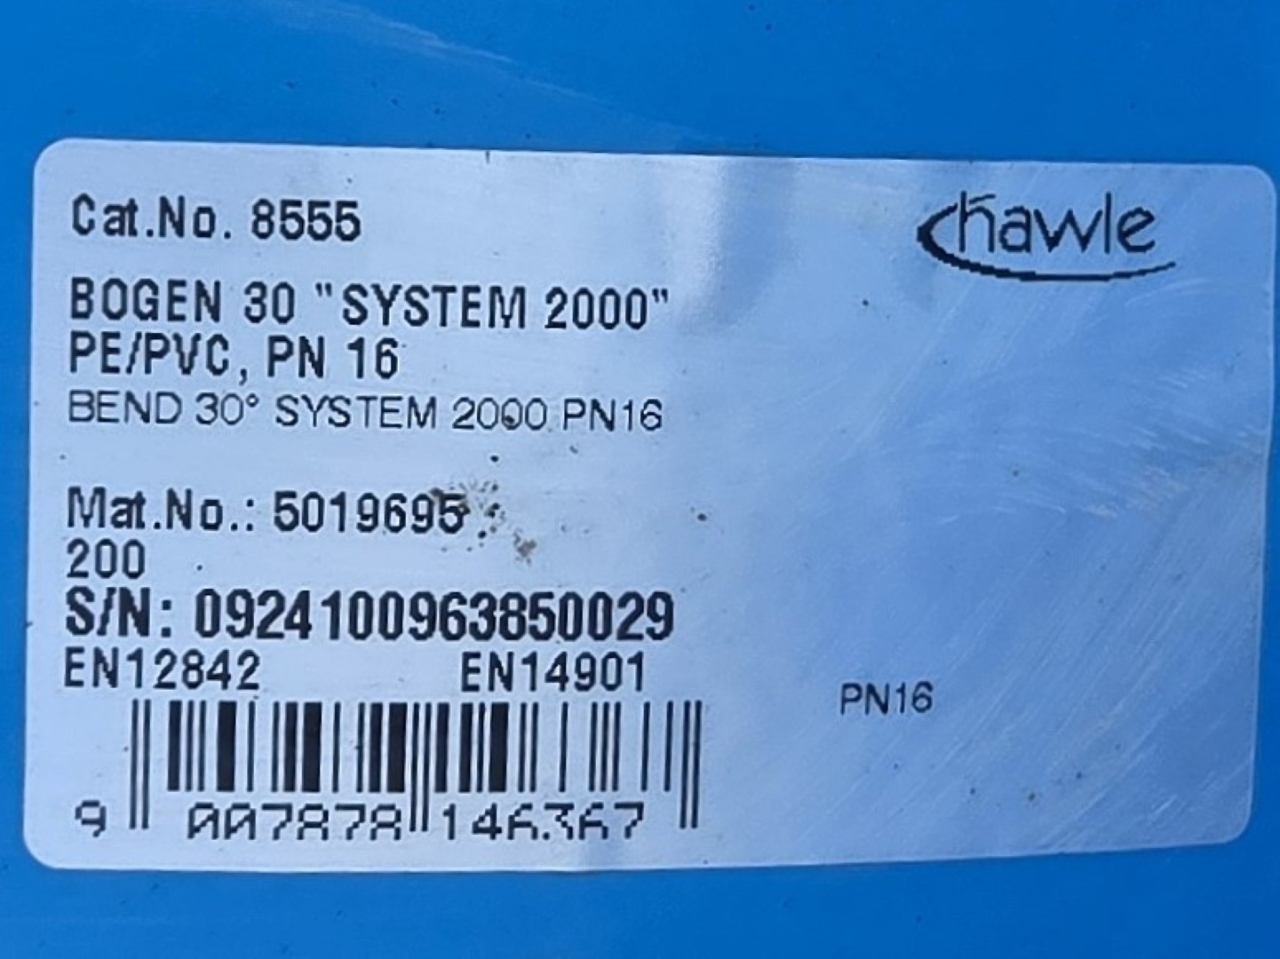 Cat.No. 8555
hawle
BOGEN 30 "SYSTEM 2000"
PE/PVC, PN 16
BEND 30° SYSTEM 2000 PN16
Mat.No.: 5019695
200
S/N: 0924100963850029
EN12842 EN14901
PN16
9 007878 146367